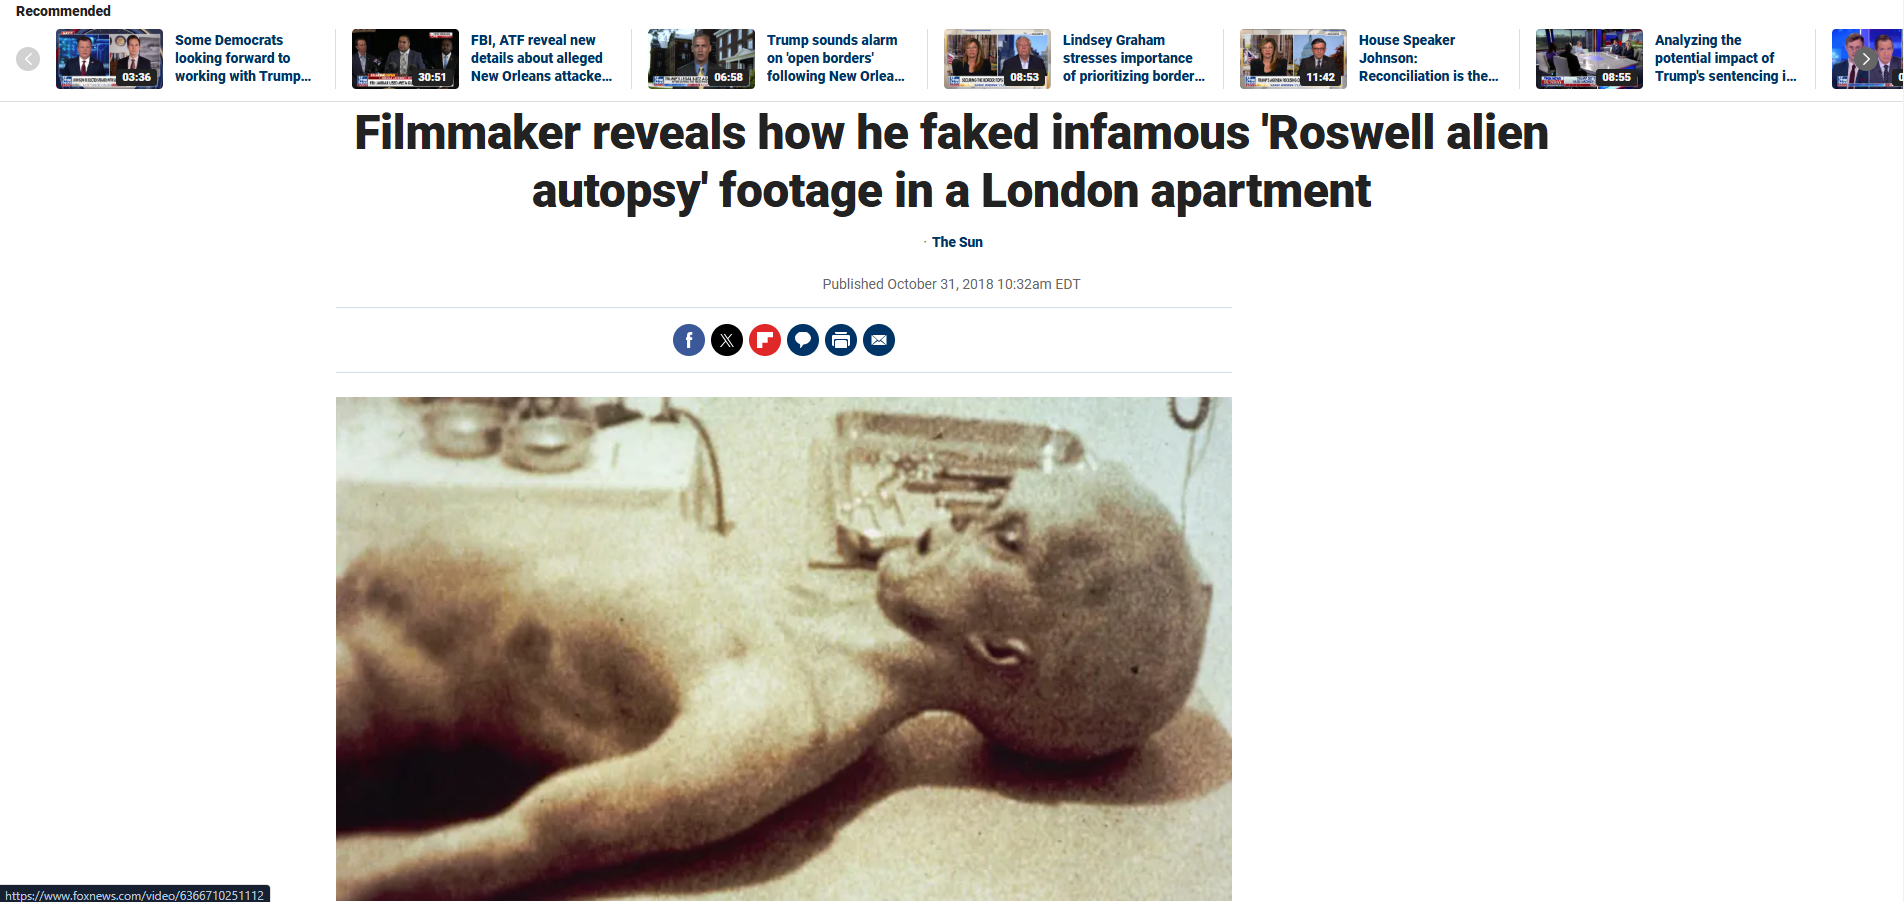 Recommended
03:36
Some Democrats
looking forward to
working with Trump...
30:51
FBI, ATF reveal new
details about alleged
New Orleans attacke...
06:58
Trump sounds alarm
on 'open borders'
following New Orlea...
08:53
Lindsey Graham
stresses importance
of prioritizing border...
11:42
House Speaker
Johnson:
Reconciliation is the...
08:55
Analyzing the
potential impact of
Trump's sentencing i...
Filmmaker reveals how he faked infamous 'Roswell alien
autopsy' footage in a London apartment
· The Sun
Published October 31, 2018 10:32am EDT
https://www.foxnews.com/video/6366710251112